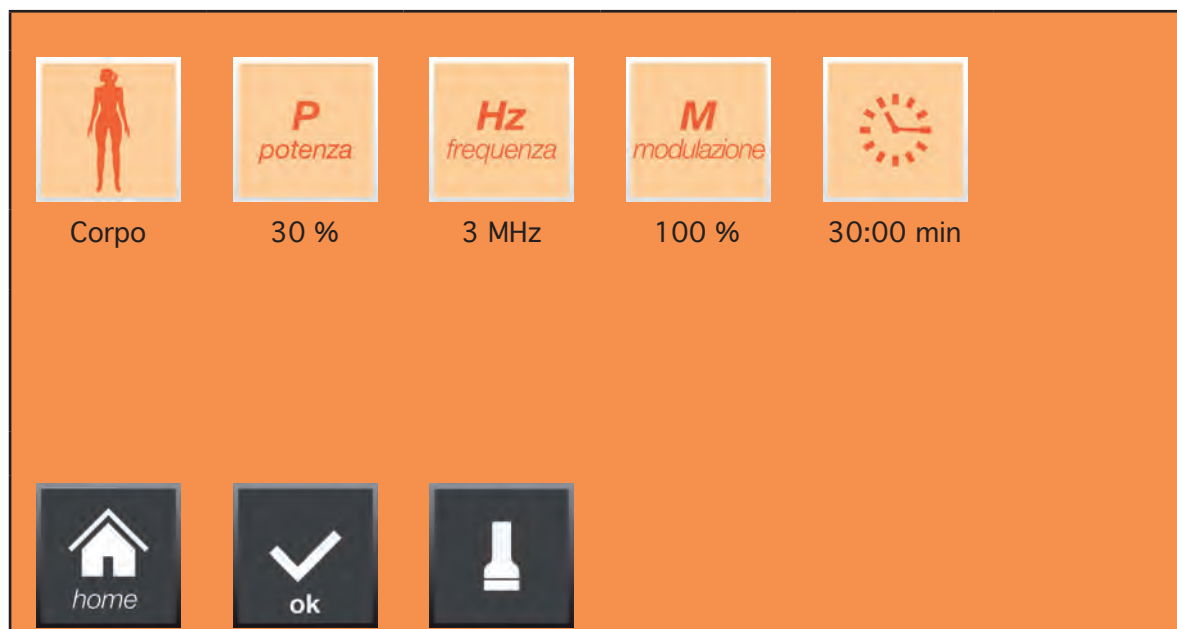 P
potenza
Hz
frequenza
M
modulazione
Corpo
30 %
3 MHz
100 %
30:00 min
home
ok